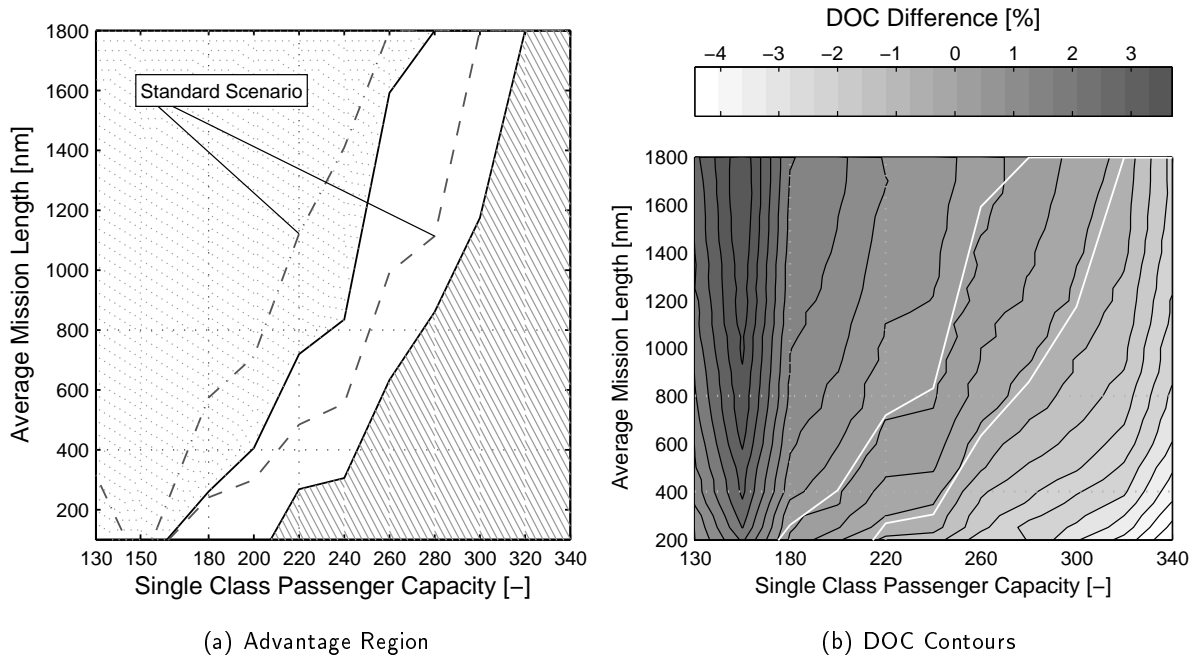 1800
1600
1400
1200
1000
800
600
400
200
Average Mission Length [nm]
Standard Scenario
130 150 180 200 220 240 260 280 300 320 340
Single Class Passenger Capacity [–]
(a) Advantage Region
DOC Difference [%]
–4 –3 –2 –1 0 1 2 3
1800
1600
1400
1200
1000
800
600
400
200
Average Mission Length [nm]
130 180 220 260 300 340
Single Class Passenger Capacity [–]
(b) DOC Contours